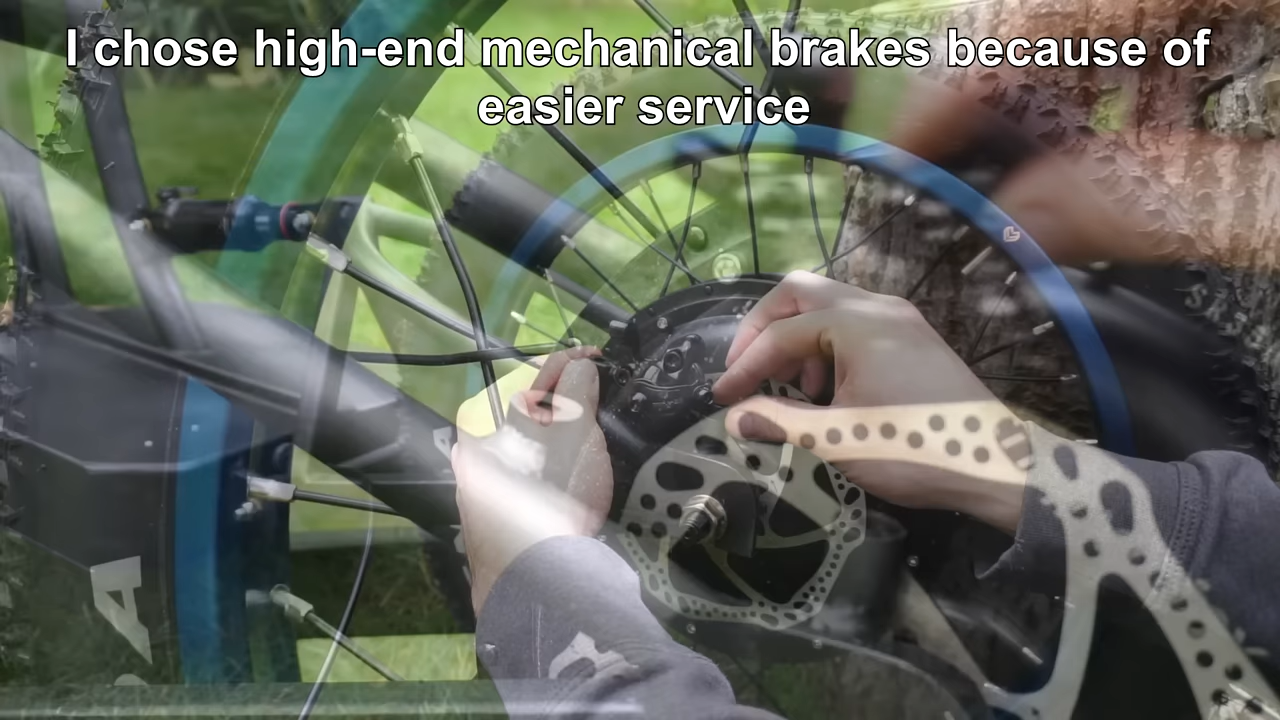 I chose high-end mechanical brakes because of
easier service